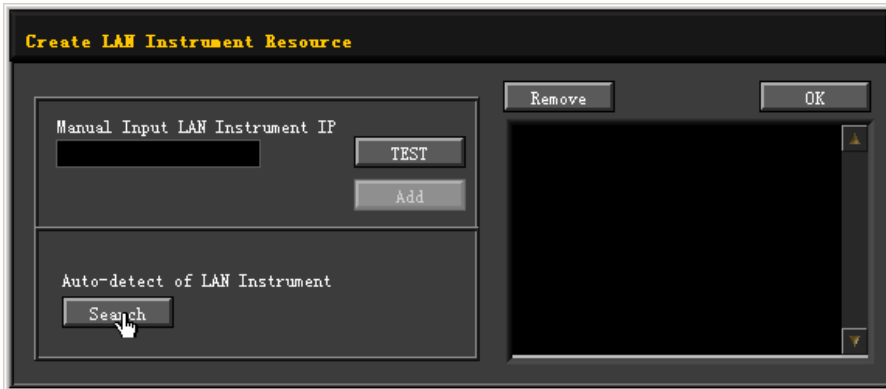 Create LAN Instrument Resource
Manual Input LAN Instrument IP
TEST
Add
Auto-detect of LAN Instrument
Search
Remove
OK